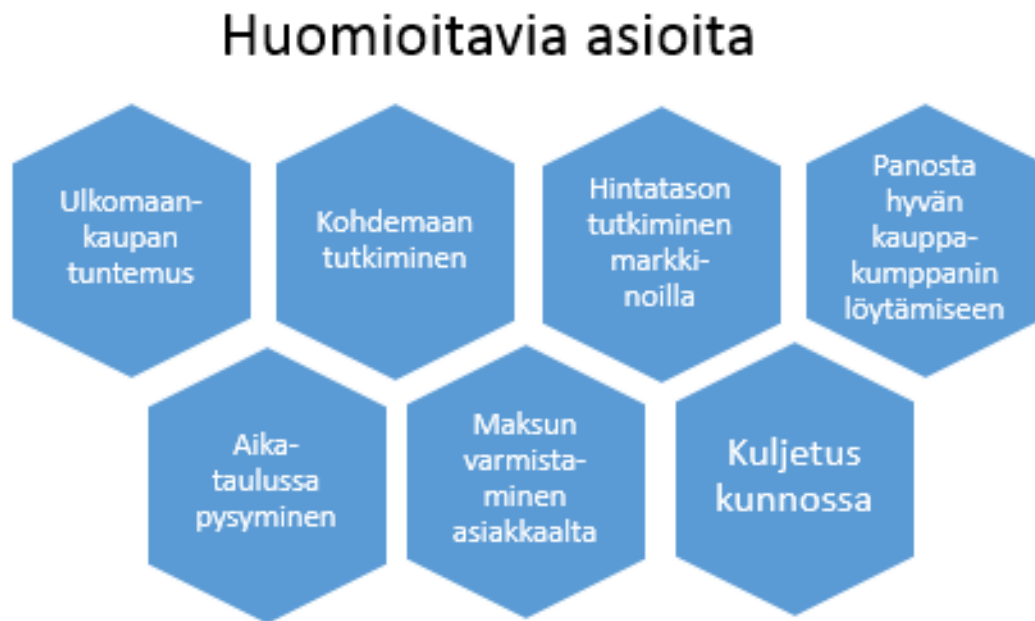 Huomioitavia asioita
Ulkomaan-
kaupan
tuntemus
Kohdemaan
tutkiminen
Hintatason
tutkiminen
markki-
noilla
Panosta
hyvän
kauppa-
kumppanin
löytämiseen
Aika-
taulussa
pysyminen
Maksun
varmista-
minen
asiakkaalta
Kuljetus
kunnossa